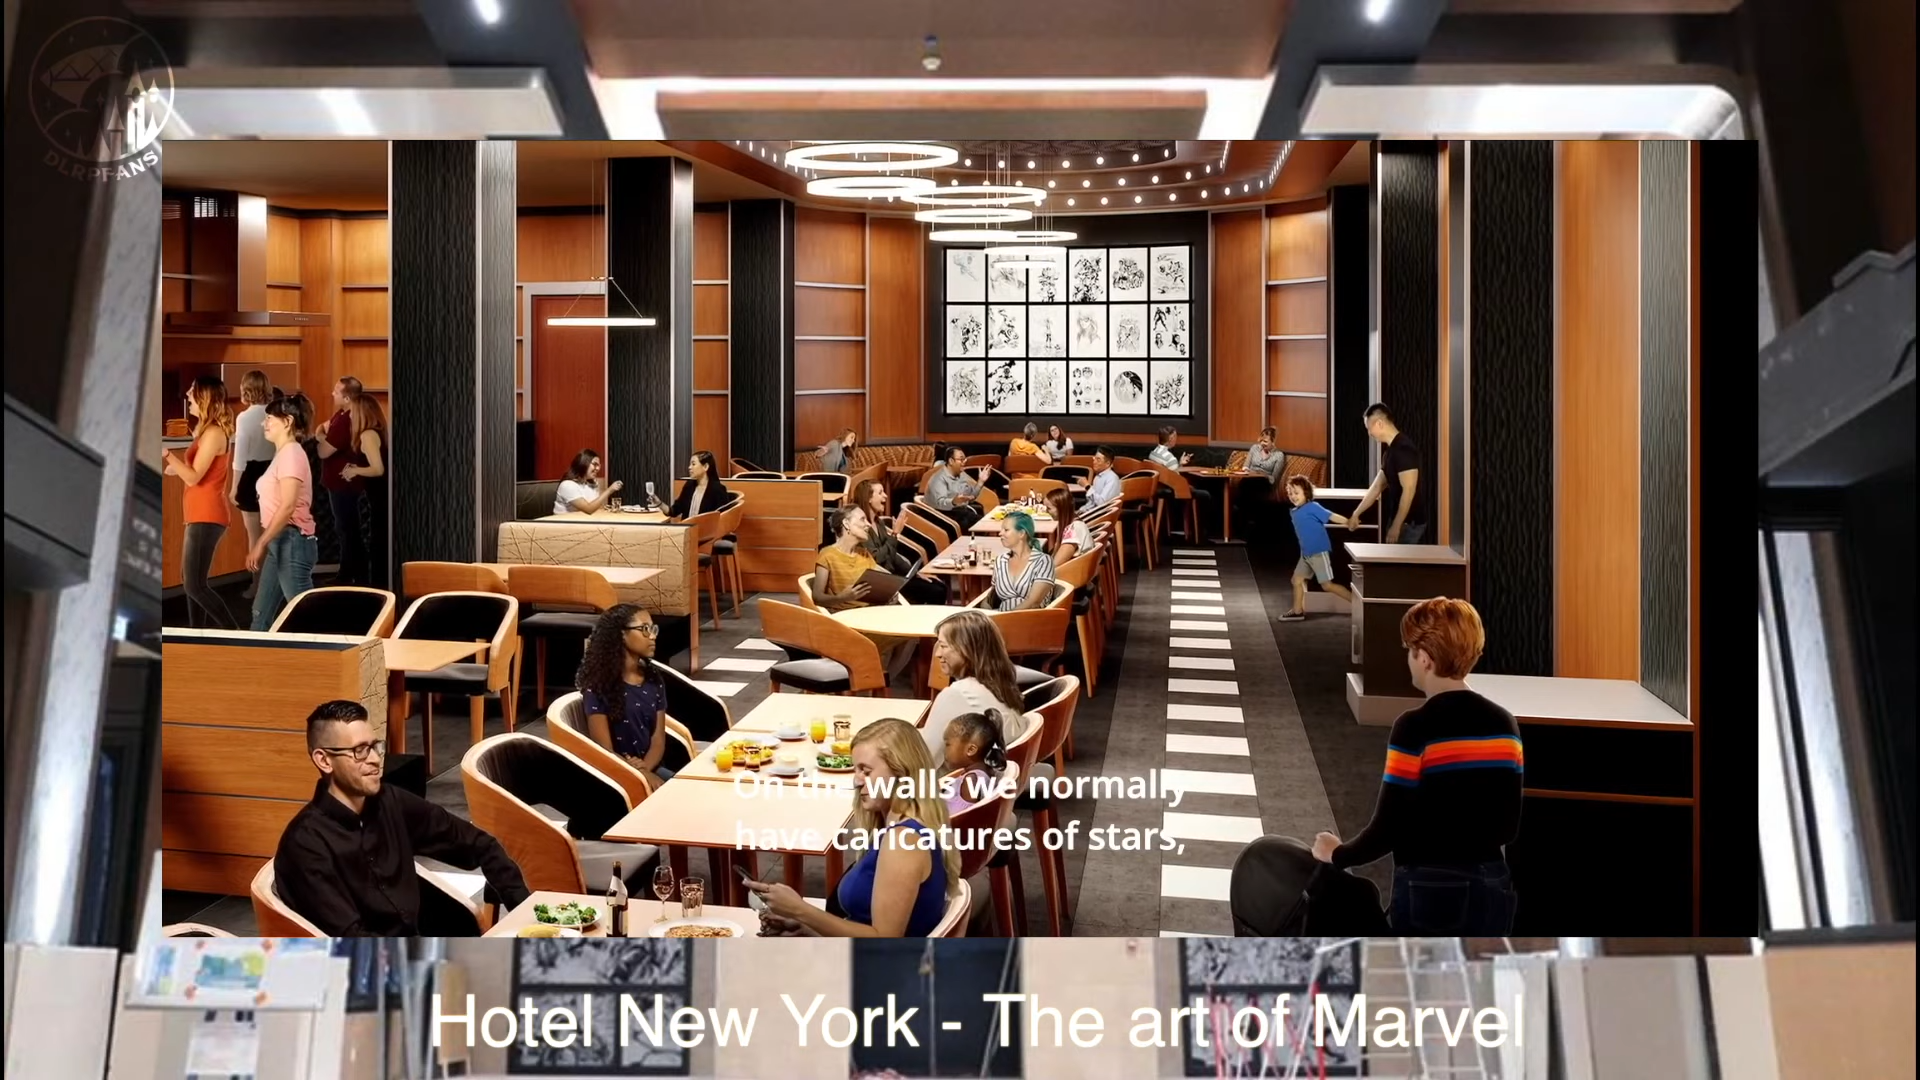 DLRPFANS
On the walls we normally
have caricatures of stars,
Hotel New York - The art of Marvel